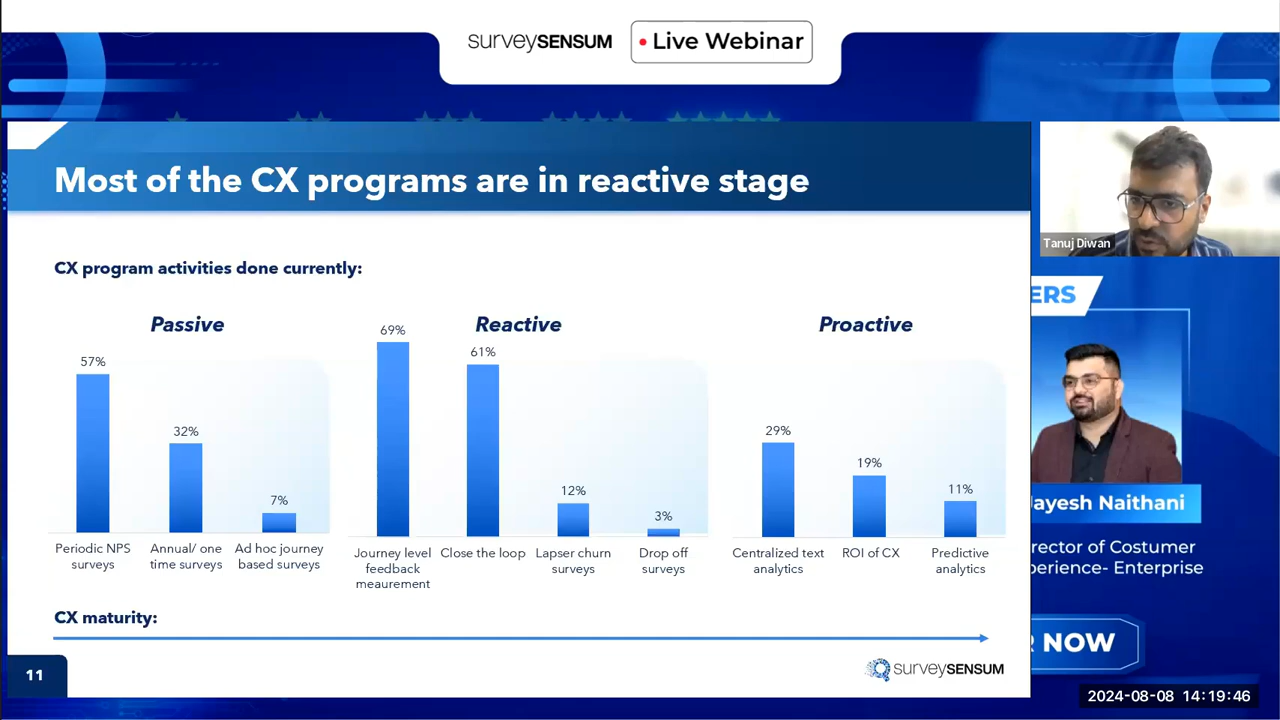 surveySENSUM
Live Webinar
Most of the CX programs are in reactive stage
Tanuj Diwan
CX program activities done currently:
Passive
57%
32%
7%
Periodic NPS
surveys
Annual/ one
time surveys
Ad hoc journey
based surveys
Reactive
69%
61%
12%
3%
Journey level
feedback
meaurement
Close the loop
Lapser churn
surveys
Drop off
surveys
Proactive
29%
19%
11%
Centralized text
analytics
ROI of CX
Predictive
analytics
CX maturity:
11
surveySENSUM
ERS
Jayesh Naithani
rector of Costumer
perience- Enterprise
NOW
2024-08-08 14:19:46